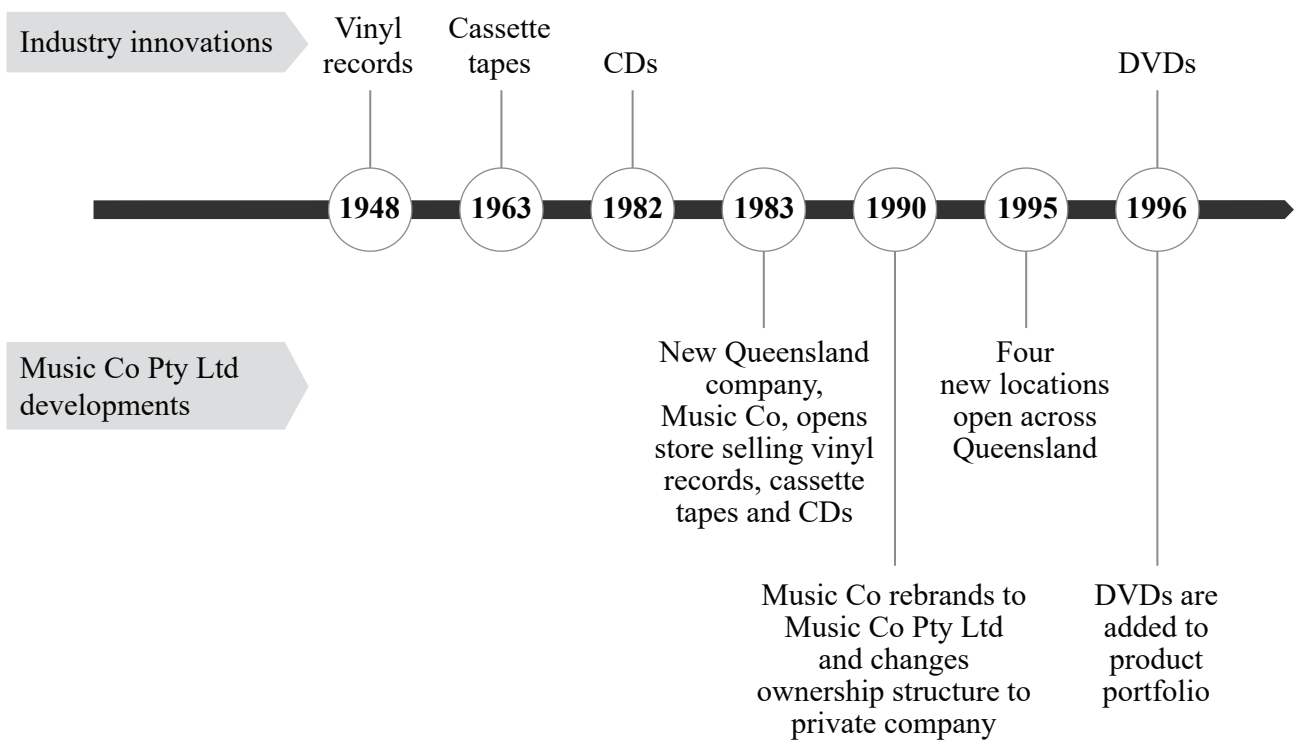 Industry innovations
Vinyl
records
Cassette
tapes
CDs
DVDs
1948
1963
1982
1983
1990
1995
1996
Music Co Pty Ltd
developments
New Queensland
company,
Music Co, opens
store selling vinyl
records, cassette
tapes and CDs
Music Co rebrands to
Music Co Pty Ltd
and changes
ownership structure to
private company
Four
new locations
open across
Queensland
DVDs are
added to
product
portfolio